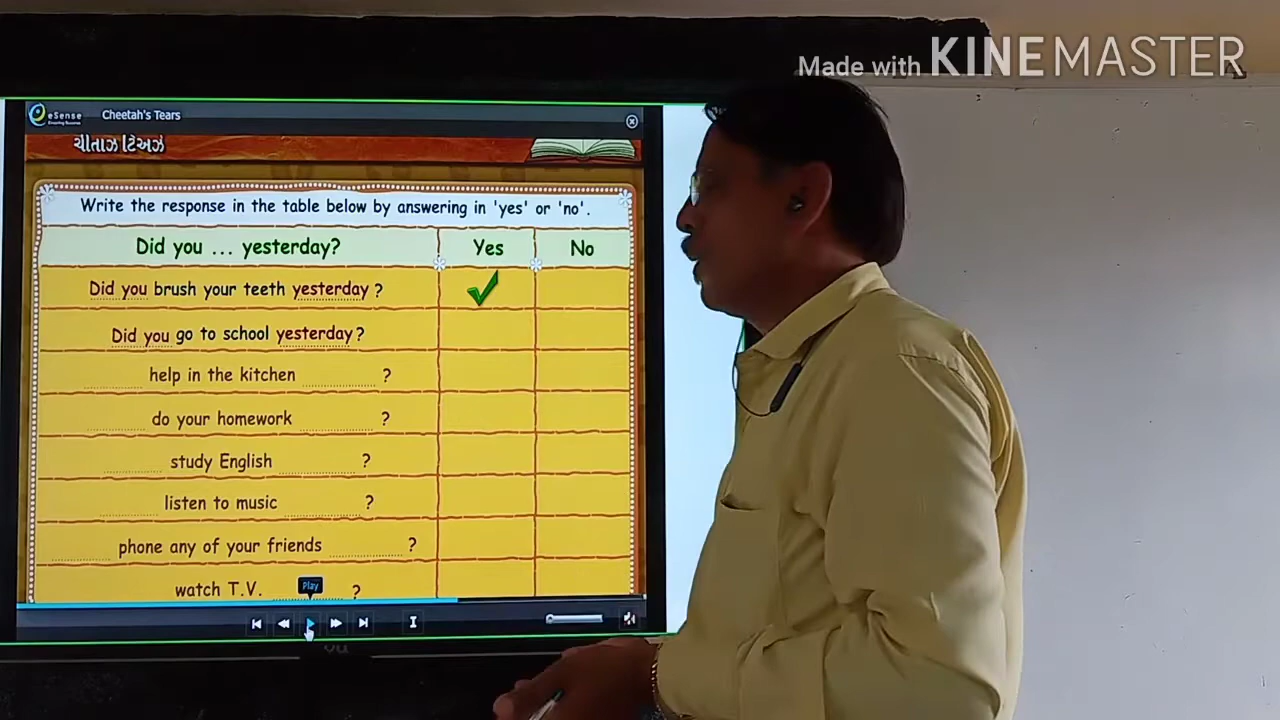 Made with KINEMASTER
eSense
Cheetah's Tears
ચીતાઝ ટિઅર્ઝ
Write the response in the table below by answering in 'yes' or 'no'.
Did you ... yesterday? Yes No
Did you brush your teeth yesterday ?
Did you go to school yesterday ?
help in the kitchen ?
do your homework ?
study English ?
listen to music ?
phone any of your friends ?
Play
watch T.V. ?